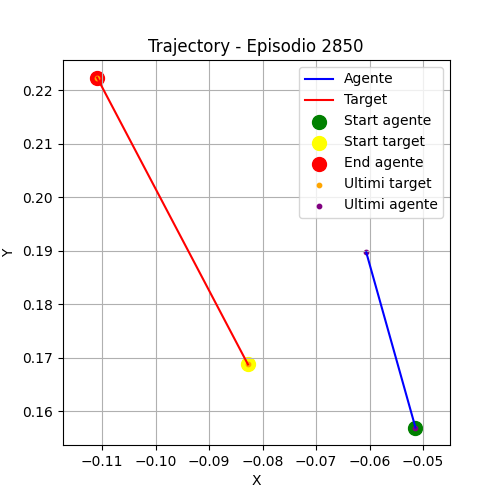 Trajectory - Episodio 2850
Agente
Target
Start agente
Start target
End agente
Ultimi target
Ultimi agente
0.22
0.21
0.20
0.19
0.18
0.17
0.16
Y
−0.11 −0.10 −0.09 −0.08 −0.07 −0.06 −0.05
X